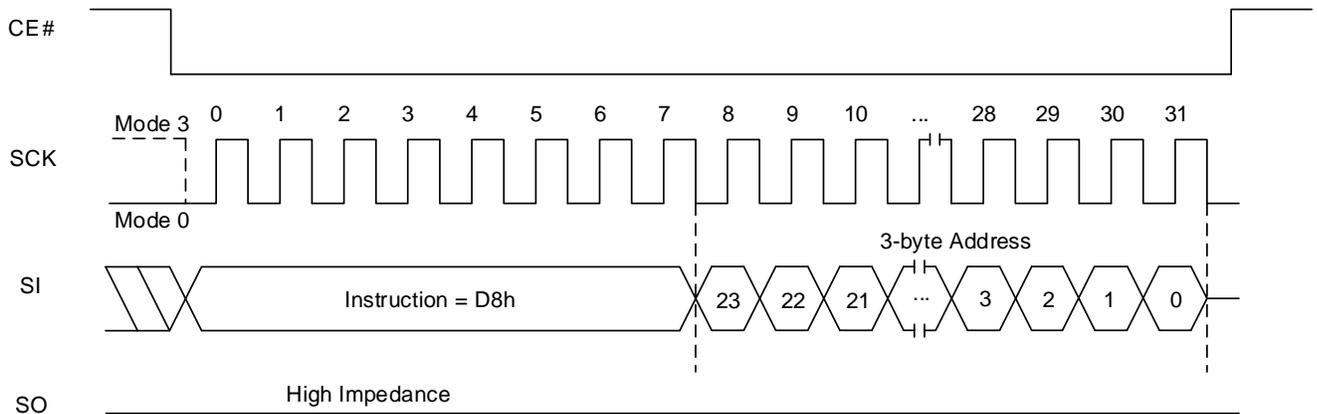 CE#
0 1 2 3 4 5 6 7 8 9 10 ... 28 29 30 31
Mode 3
SCK
Mode 0
3-byte Address
SI
Instruction = D8h 23 22 21 ... 3 2 1 0
High Impedance
SO